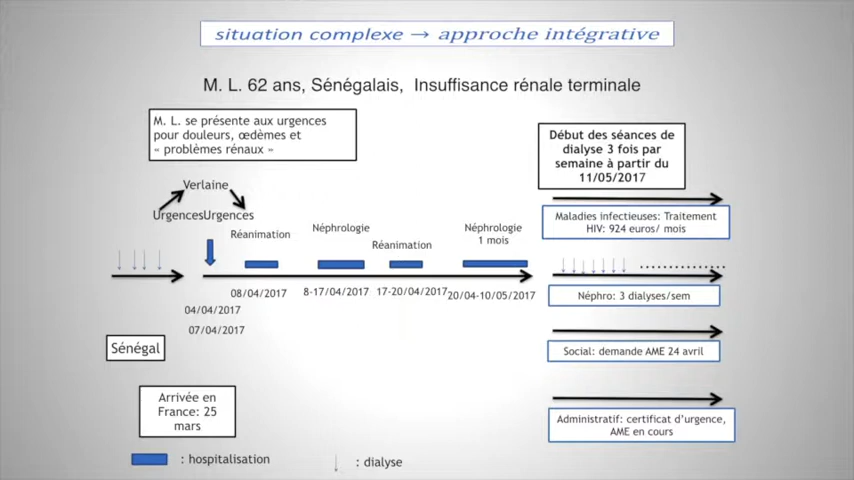 situation complexe → approche intégrative
M. L. 62 ans, Sénégalais, Insuffisance rénale terminale
M. L. se présente aux urgences
pour douleurs, œdèmes et
« problèmes rénaux »
Début des séances de
dialyse 3 fois par
semaine à partir du
11/05/2017
Verlaine
Urgences
Urgences
Réanimation
Néphrologie
Réanimation
Néphrologie
1 mois
Maladies infectieuses: Traitement
HIV: 924 euros/ mois
08/04/2017
8-17/04/2017
17-20/04/2017
20/04-10/05/2017
Néphro: 3 dialyses/sem
04/04/2017
07/04/2017
Sénégal
Social: demande AME 24 avril
Arrivée en
France: 25
mars
Administratif: certificat d'urgence,
AME en cours
: hospitalisation
: dialyse